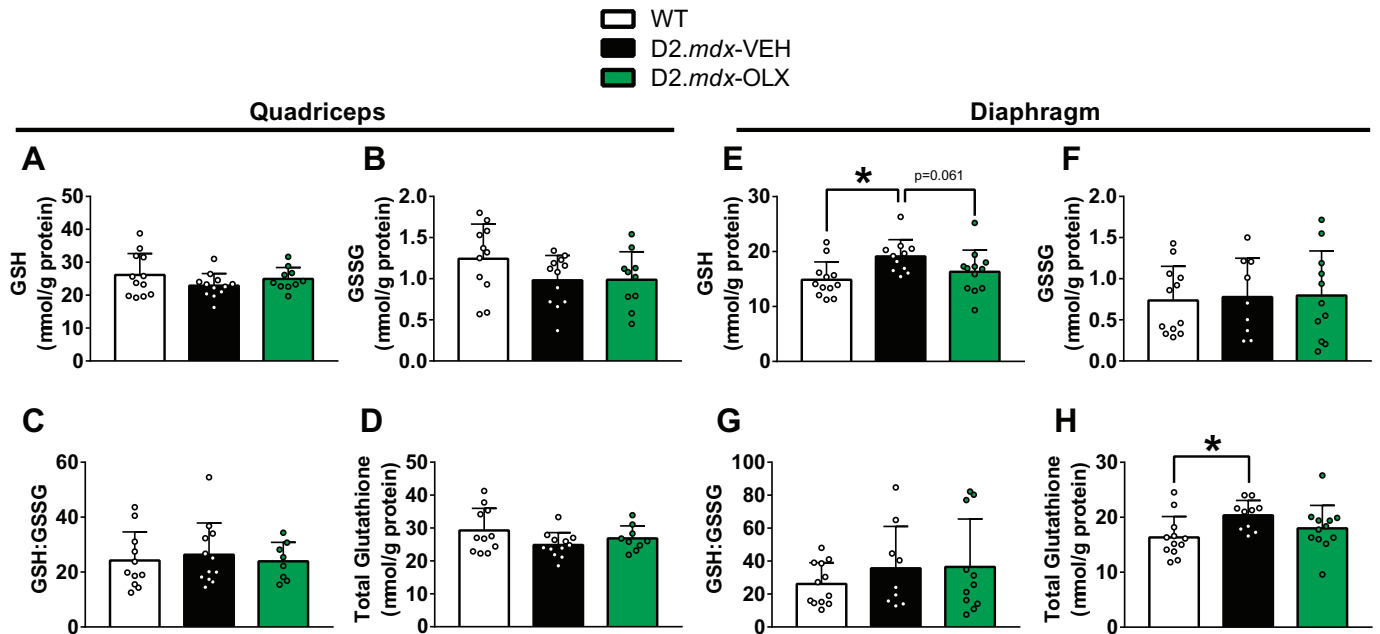 WT
D2.mdx-VEH
D2.mdx-OLX
Quadriceps
Diaphragm
A
GSH
(nmol/g protein)
50
40
30
20
10
0
B
GSSG
(nmol/g protein)
2.0
1.5
1.0
0.5
0.0
E
GSH
(nmol/g protein)
30
20
10
0
*
p=0.061
F
GSSG
(nmol/g protein)
2.0
1.5
1.0
0.5
0.0
C
GSH:GSSG
60
40
20
0
D
Total Glutathione
(nmol/g protein)
50
40
30
20
10
0
G
GSH:GSSG
100
80
60
40
20
0
H
Total Glutathione
(nmol/g protein)
30
20
10
0
*